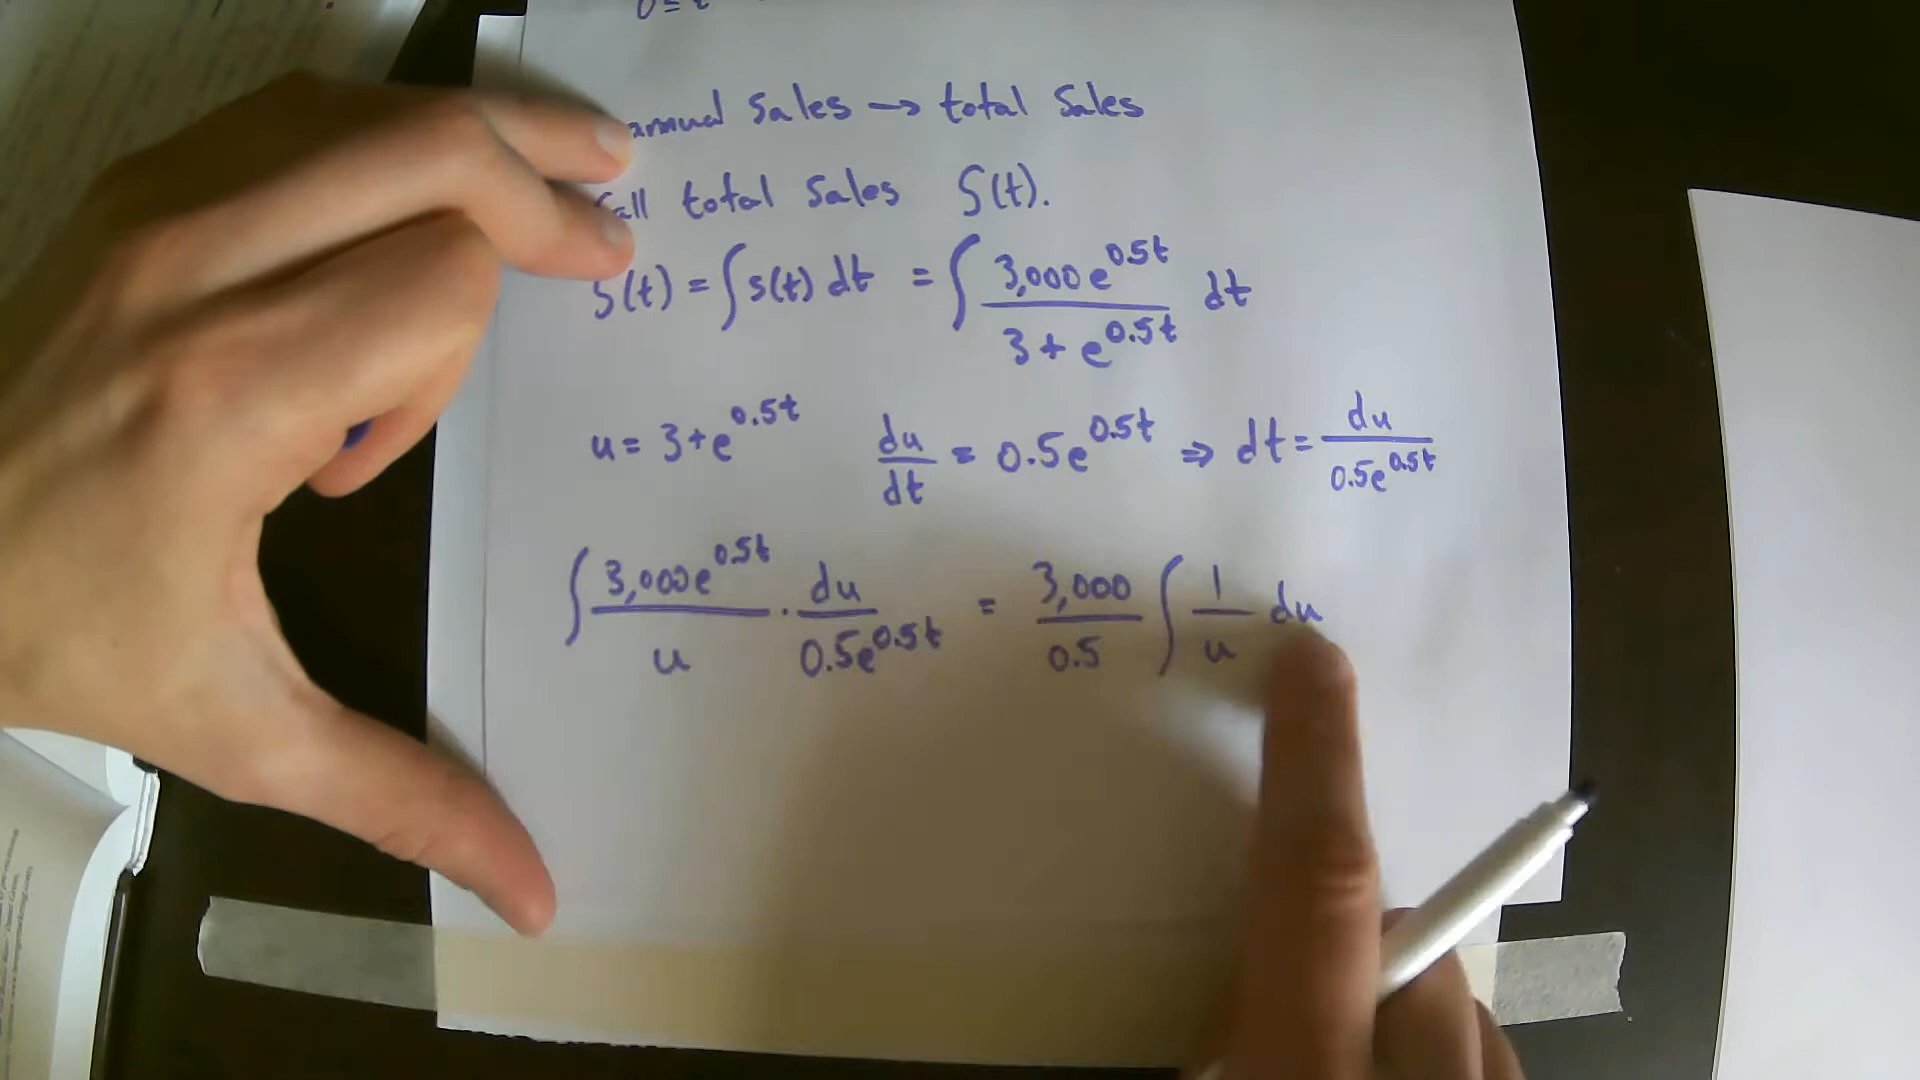 0 ≤ t
annual sales → total sales
Call total sales S(t).
S(t) = ∫ s(t) dt = ∫ 3,000e^0.5t / 3 + e^0.5t dt
u = 3 + e^0.5t du/dt = 0.5e^0.5t ⇒ dt = du / 0.5e^0.5t
∫ 3,000e^0.5t / u · du / 0.5e^0.5t = 3,000 / 0.5 ∫ 1/u du